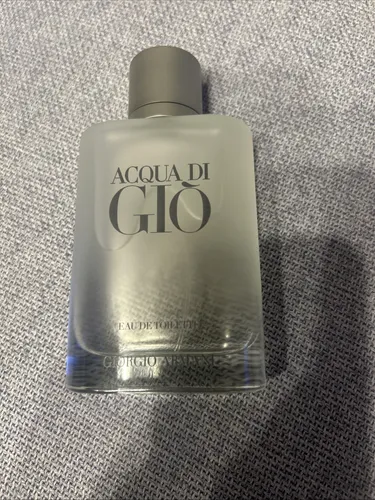 ACQUA DI
GIÒ
EAU DE TOILETTE
GIORGIO ARMANI